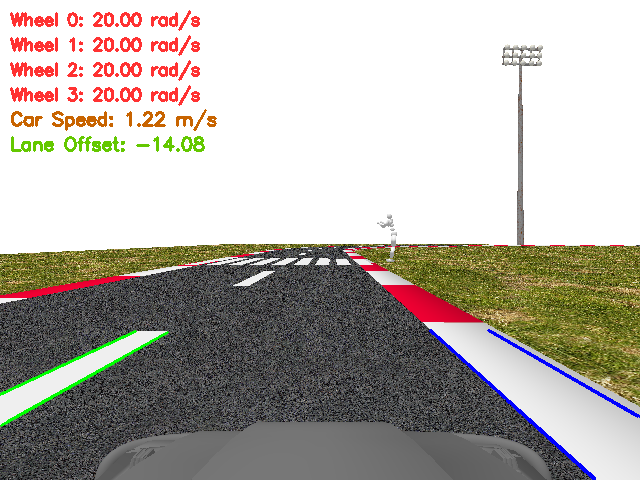 Wheel 0: 20.00 rad/s
Wheel 1: 20.00 rad/s
Wheel 2: 20.00 rad/s
Wheel 3: 20.00 rad/s
Car Speed: 1.22 m/s
Lane Offset: -14.08